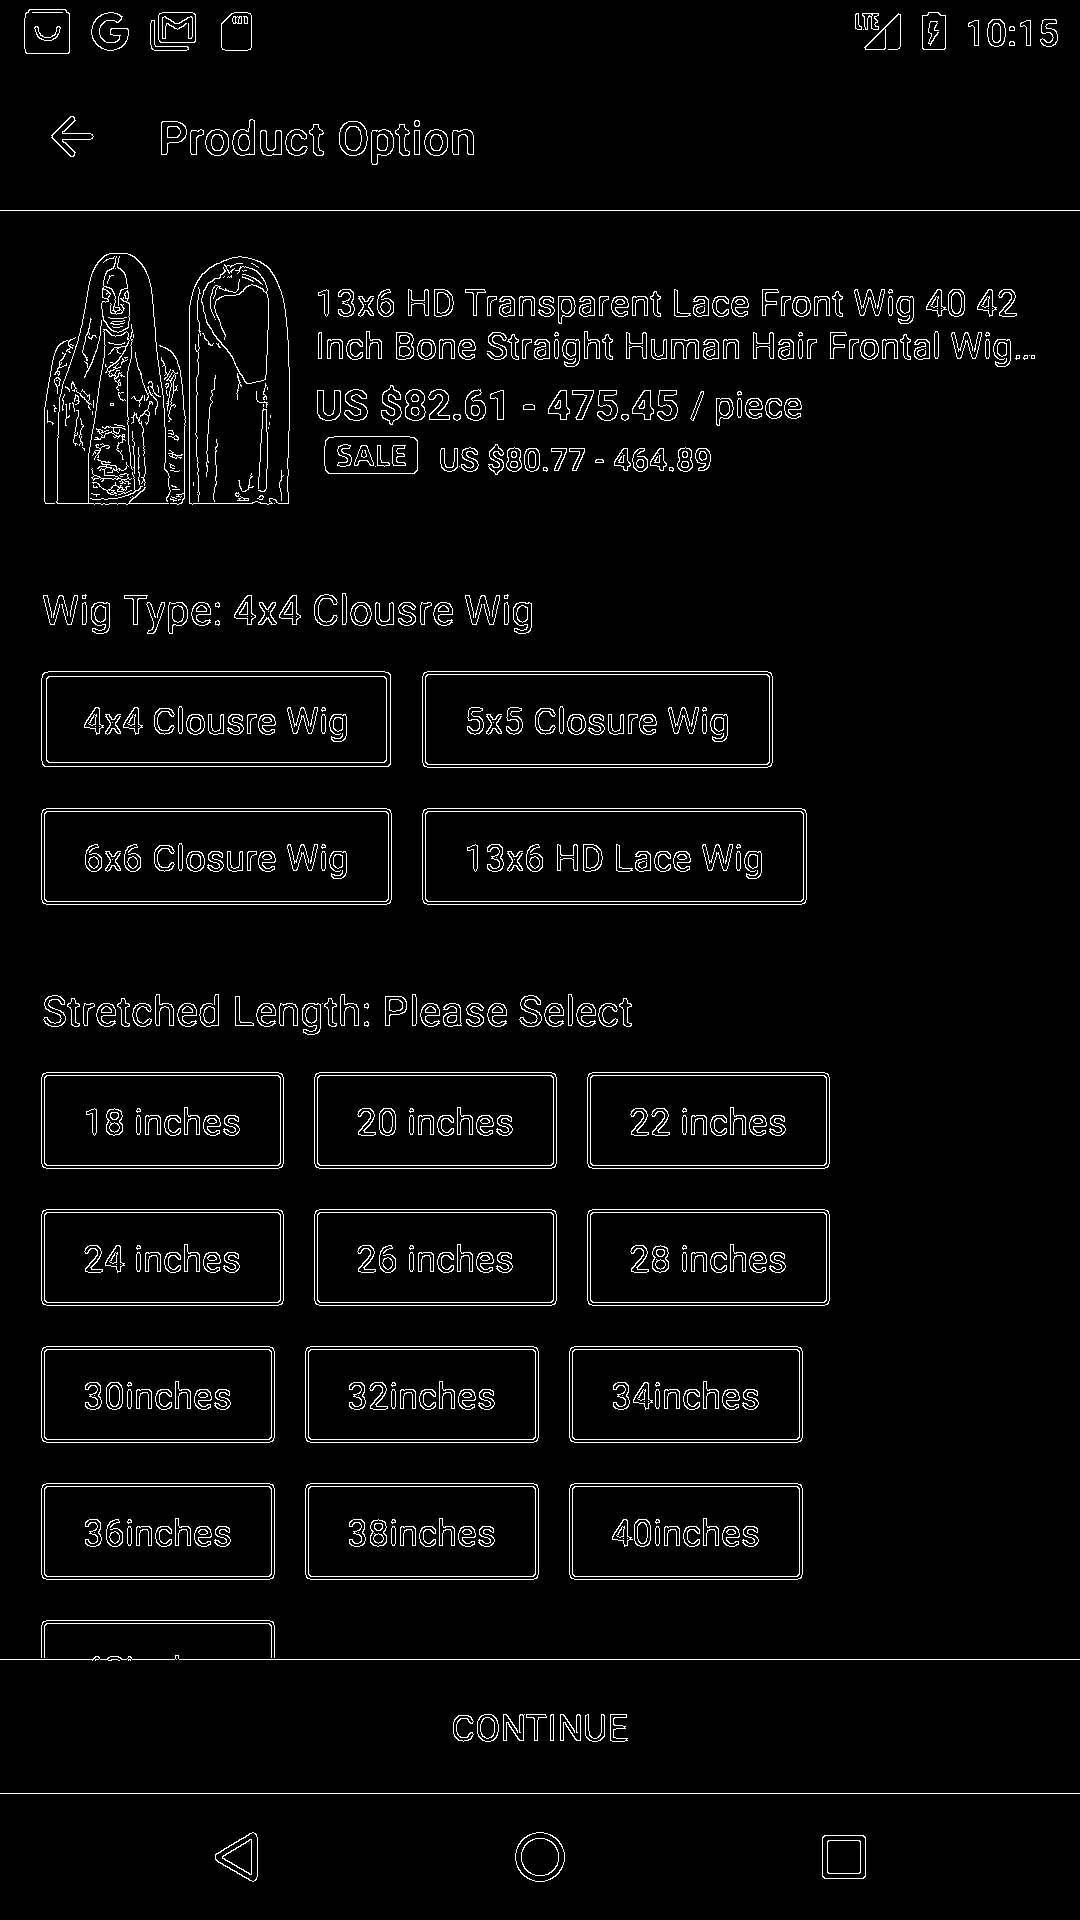 LTE 10:15
Product Option
13x6 HD Transparent Lace Front Wig 40 42
Inch Bone Straight Human Hair Frontal Wig...
US $82.61 - 475.45 / piece
SALE US $80.77 - 464.89
Wig Type: 4x4 Clousre Wig
4x4 Clousre Wig 5x5 Closure Wig
6x6 Closure Wig 13x6 HD Lace Wig
Stretched Length: Please Select
18 inches 20 inches 22 inches
24 inches 26 inches 28 inches
30inches 32inches 34inches
36inches 38inches 40inches
CONTINUE